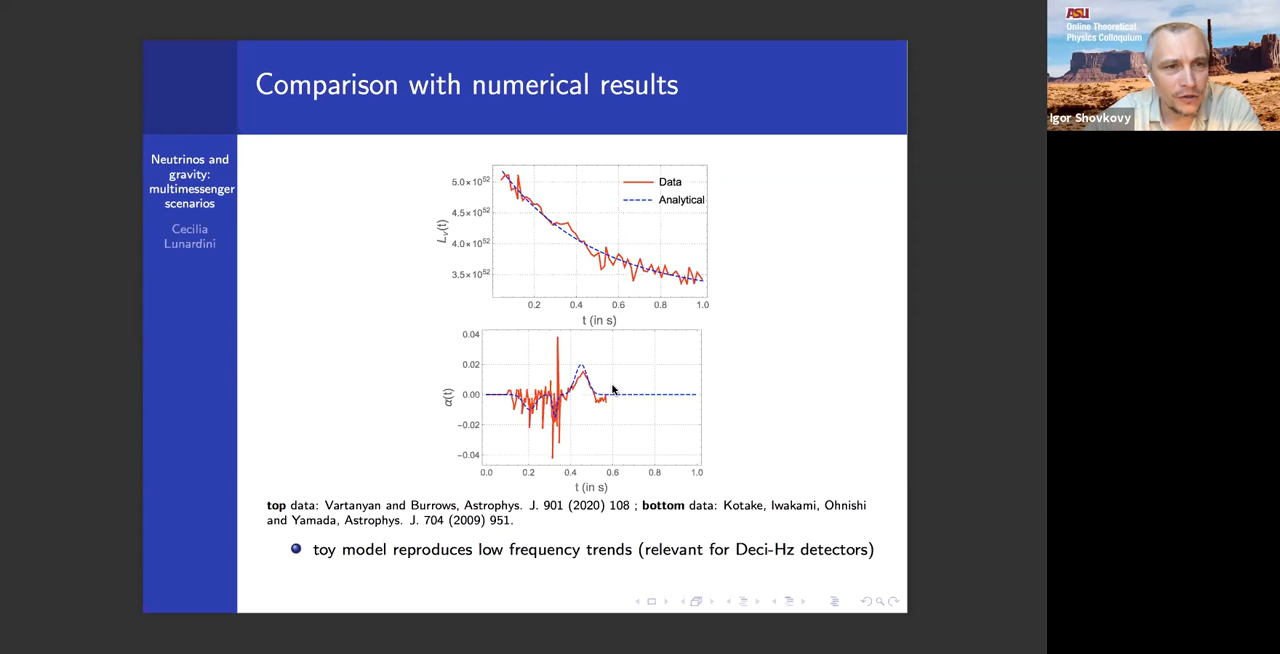 Comparison with numerical results
Neutrinos and
gravity:
multimessenger
scenarios
Cecilia
Lunardini
5.0×10^52
4.5×10^52
4.0×10^52
3.5×10^52
Lν(t)
Data
Analytical
0.2 0.4 0.6 0.8 1.0
t (in s)
0.04
0.02
0.00
−0.02
−0.04
α(t)
0.0 0.2 0.4 0.6 0.8 1.0
t (in s)
top data: Vartanyan and Burrows, Astrophys. J. 901 (2020) 108 ; bottom data: Kotake, Iwakami, Ohnishi
and Yamada, Astrophys. J. 704 (2009) 951.
toy model reproduces low frequency trends (relevant for Deci-Hz detectors)
ASU
Online Theoretical
Physics Colloquium
Igor Shovkovy